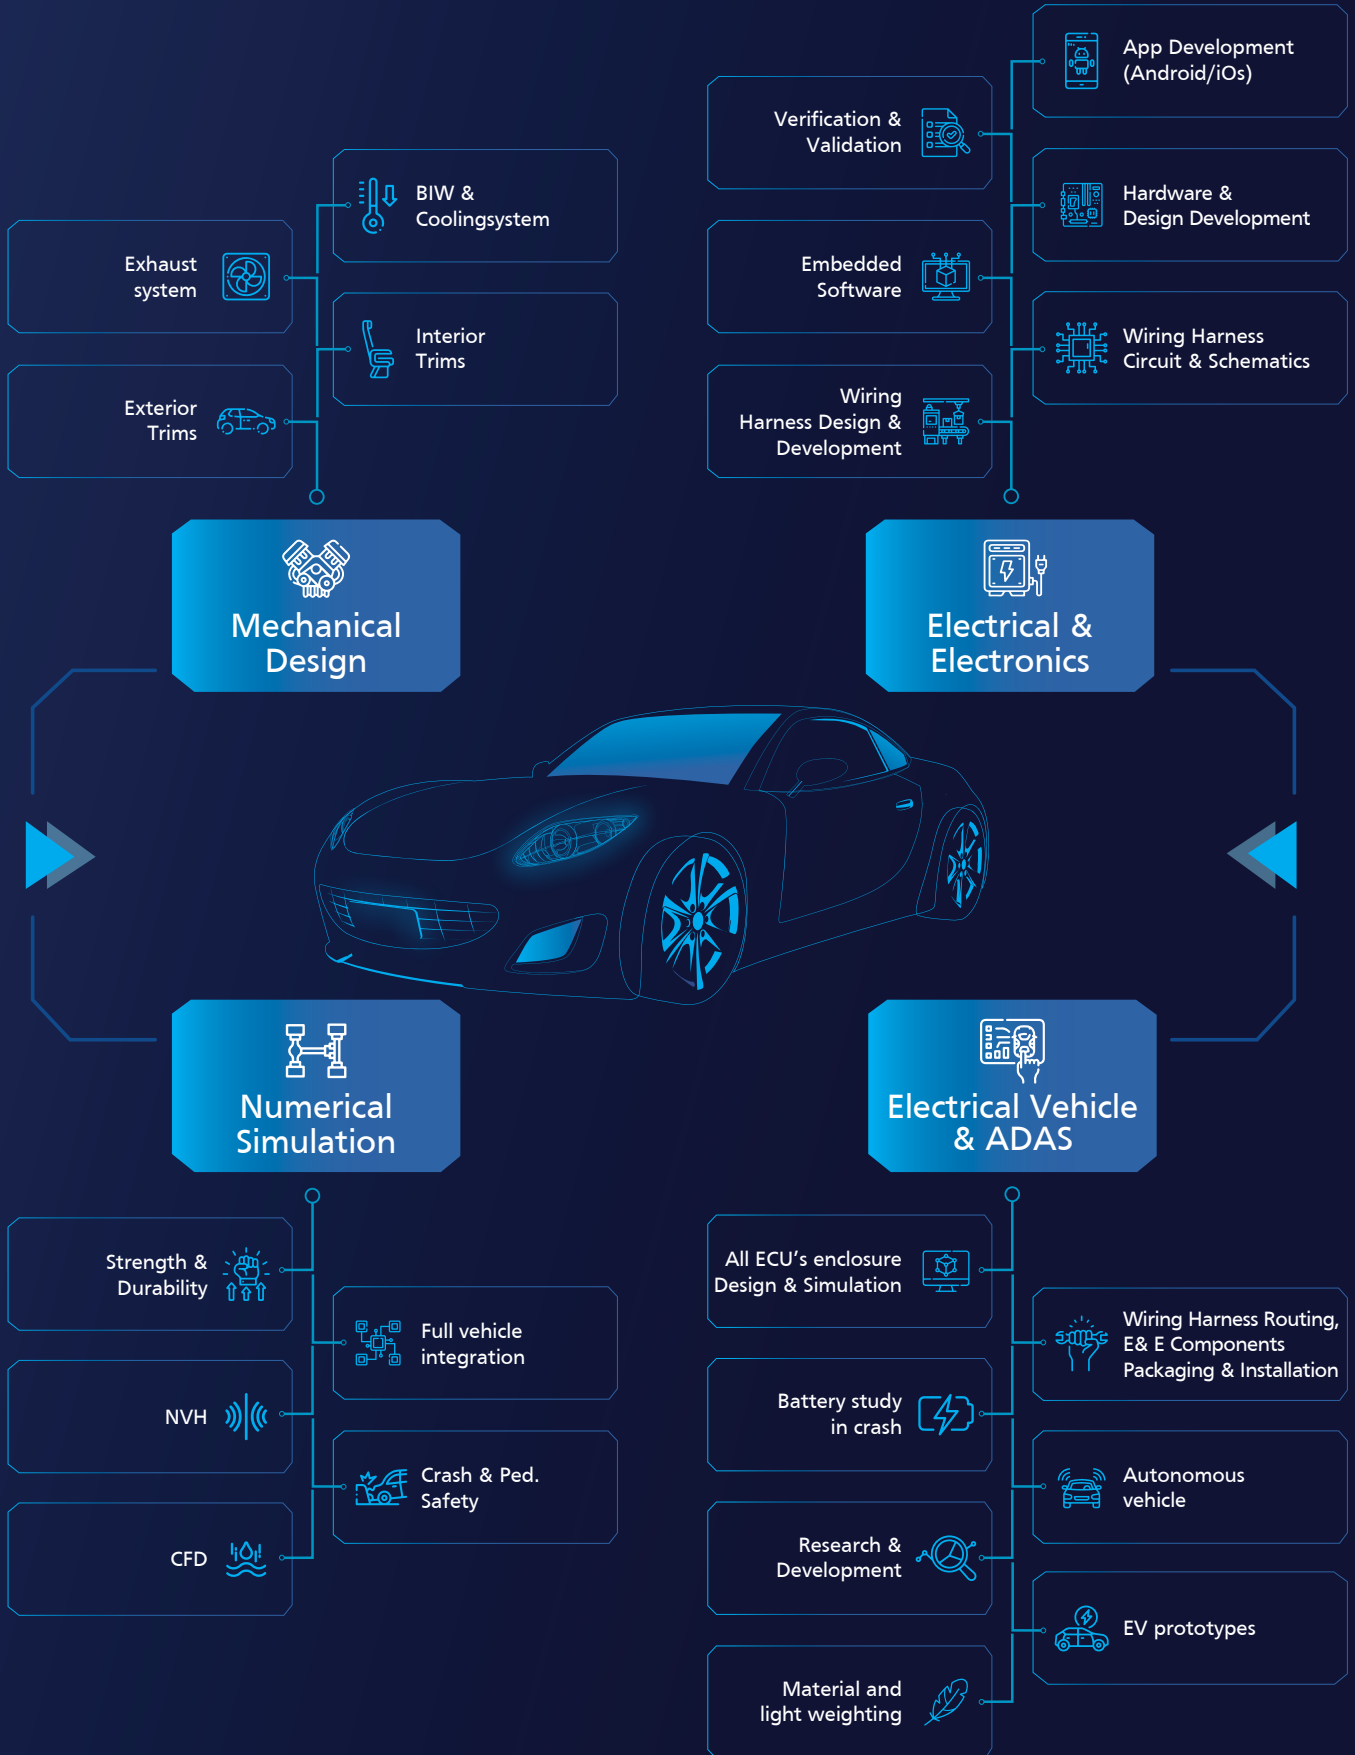 BIW &
Coolingsystem
Exhaust
system
Interior
Trims
Exterior
Trims
Mechanical
Design
App Development
(Android/iOs)
Verification &
Validation
Hardware &
Design Development
Embedded
Software
Wiring Harness
Circuit & Schematics
Wiring
Harness Design &
Development
Electrical &
Electronics
Numerical
Simulation
Strength &
Durability
Full vehicle
integration
NVH
Crash & Ped.
Safety
CFD
Electrical Vehicle
& ADAS
All ECU’s enclosure
Design & Simulation
Wiring Harness Routing,
E& E Components
Packaging & Installation
Battery study
in crash
Autonomous
vehicle
Research &
Development
EV prototypes
Material and
light weighting